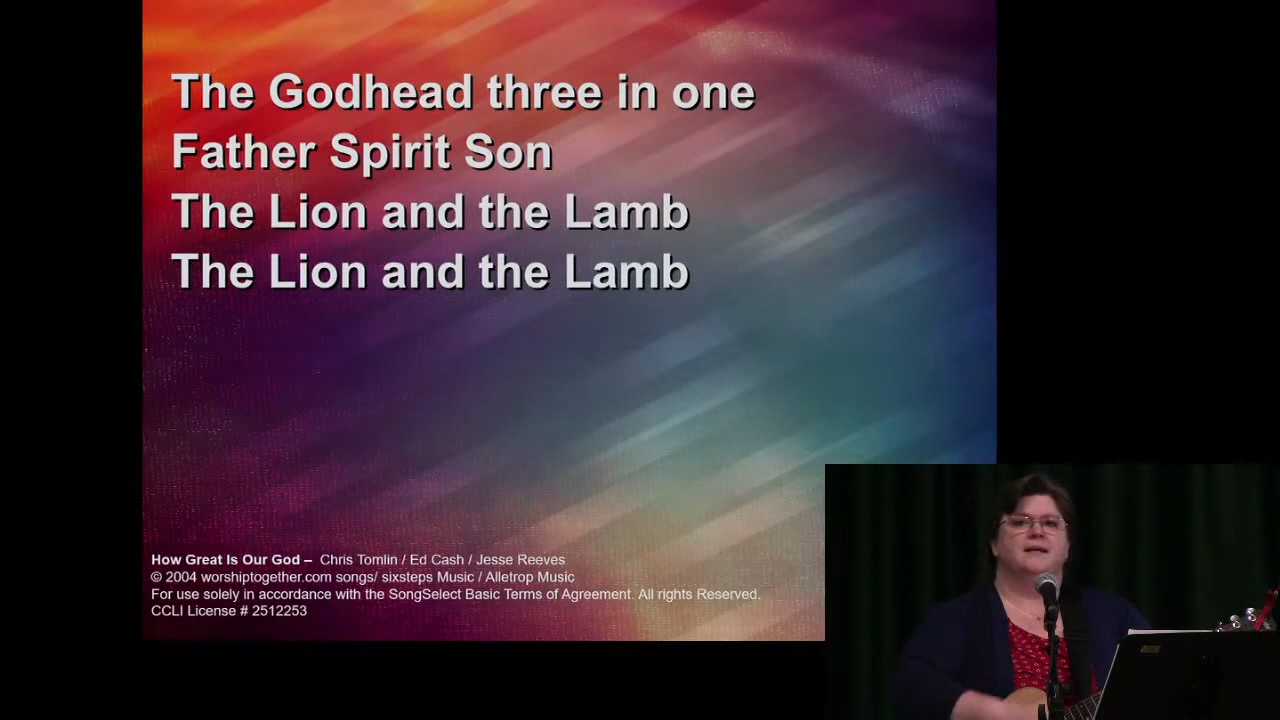 The Godhead three in one
Father Spirit Son
The Lion and the Lamb
The Lion and the Lamb
How Great Is Our God – Chris Tomlin / Ed Cash / Jesse Reeves
© 2004 worshiptogether.com songs/ sixsteps Music / Alletrop Music
For use solely in accordance with the SongSelect Basic Terms of Agreement. All rights Reserved.
CCLI License # 2512253